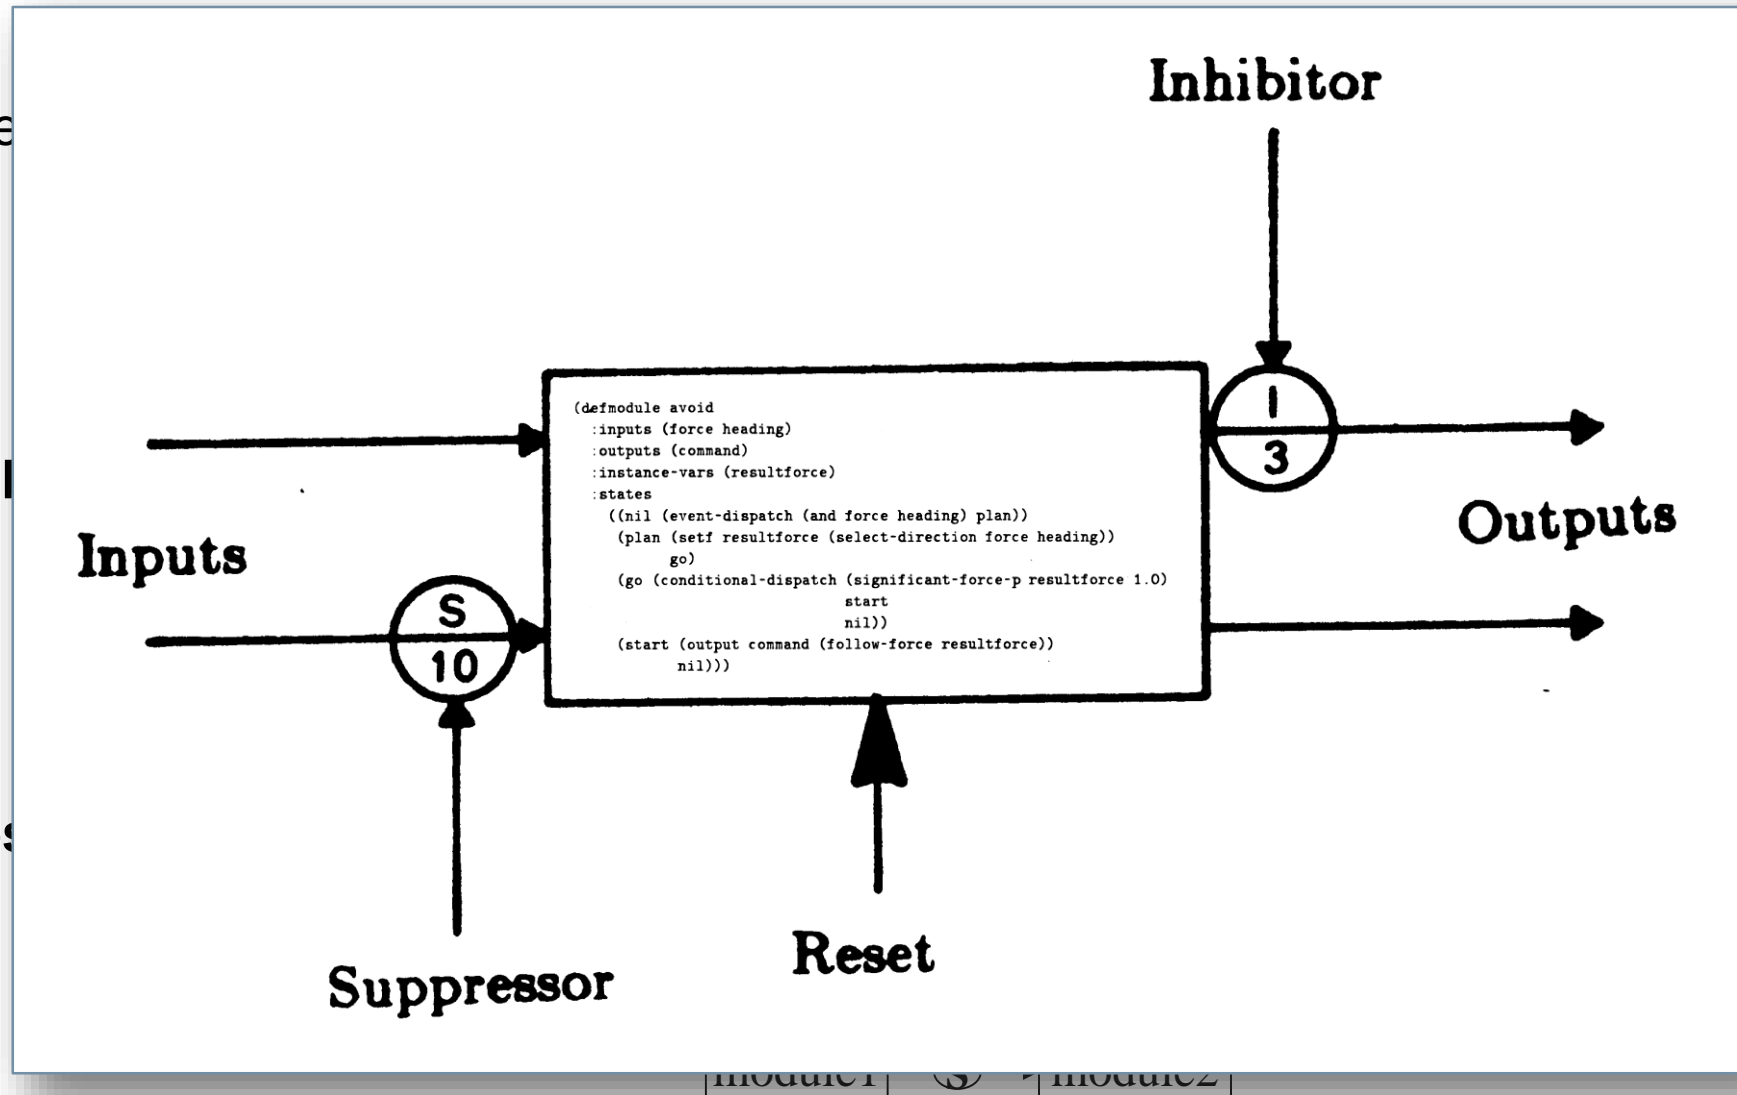 Inhibitor
(defmodule avoid
:inputs (force heading)
:outputs (command)
:instance-vars (resultforce)
:states
((nil (event-dispatch (and force heading) plan))
(plan (setf resultforce (select-direction force heading))
go)
(go (conditional-dispatch (significant-force-p resultforce 1.0)
start
nil))
(start (output command (follow-force resultforce))
nil)))
I
3
Inputs
Outputs
S
10
Suppressor
Reset
module1 S module2